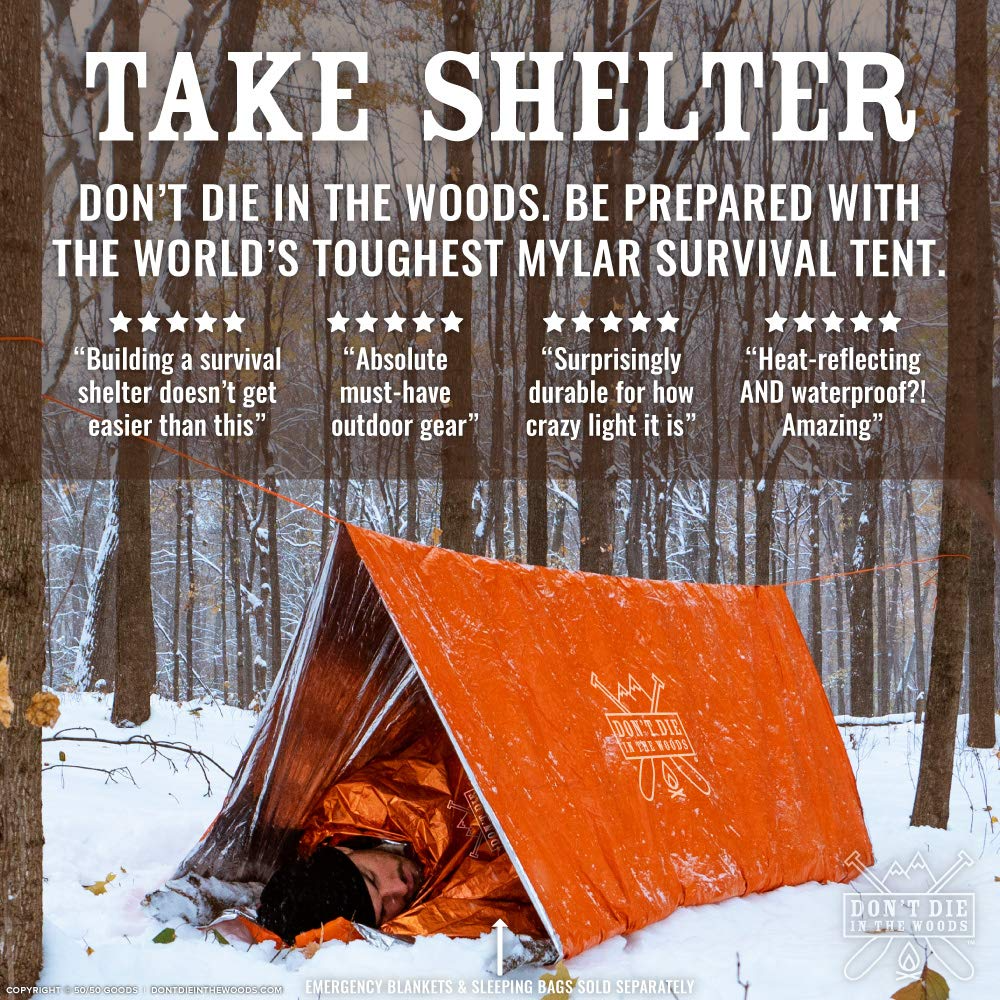 TAKE SHELTER
DON'T DIE IN THE WOODS. BE PREPARED WITH
THE WORLD'S TOUGHEST MYLAR SURVIVAL TENT.
“Building a survival
shelter doesn't get
easier than this”
“Absolute
must-have
outdoor gear”
“Surprisingly
durable for how
crazy light it is”
“Heat-reflecting
AND waterproof?!
Amazing”
DON'T DIE
IN THE WOODS
DON'T DIE
IN THE WOODS
TM
COPYRIGHT © 50/50 GOODS | DONTDIEINTHEWOODS.COM
EMERGENCY BLANKETS & SLEEPING BAGS SOLD SEPARATELY